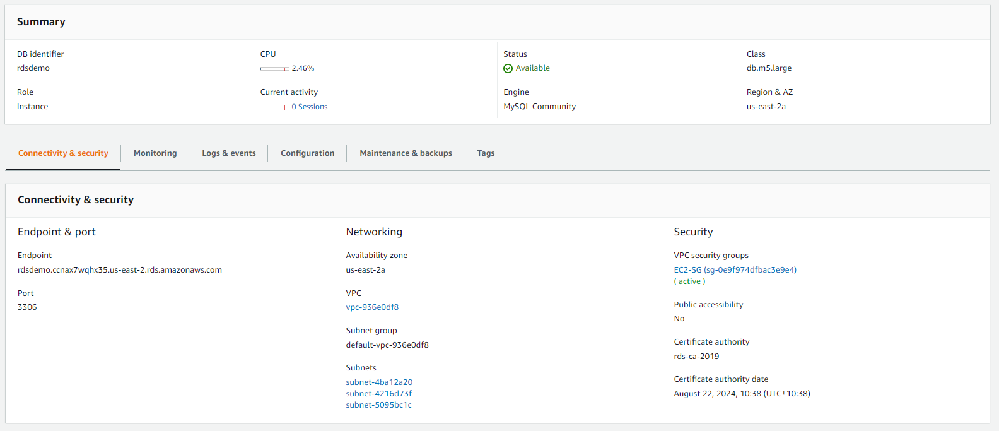 Summary
DB identifier
rdsdemo
CPU
2.46%
Status
Available
Class
db.m5.large
Role
Instance
Current activity
0 Sessions
Engine
MySQL Community
Region & AZ
us-east-2a
Connectivity & security
Monitoring
Logs & events
Configuration
Maintenance & backups
Tags
Connectivity & security
Endpoint & port
Endpoint
rdsdemo.ccnax7wqhx35.us-east-2.rds.amazonaws.com
Port
3306
Networking
Availability zone
us-east-2a
VPC
vpc-936e0df8
Subnet group
default-vpc-936e0df8
Subnets
subnet-4ba12a20
subnet-4216d73f
subnet-5095bc1c
Security
VPC security groups
EC2-SG (sg-0e9f974dfbac3e9e4)
( active )
Public accessibility
No
Certificate authority
rds-ca-2019
Certificate authority date
August 22, 2024, 10:38 (UTC±10:38)